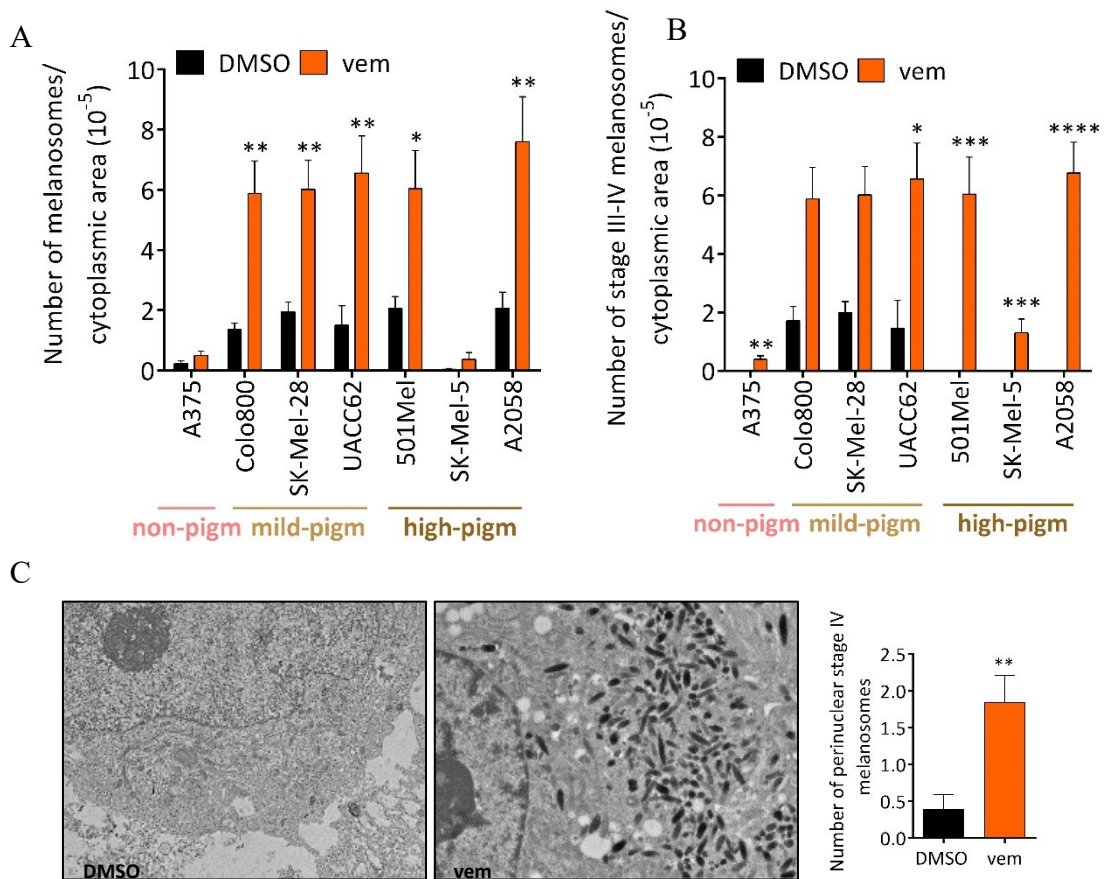 A
DMSO vem
Number of melanosomes/
cytoplasmic area (10⁻⁵)
10
8
6
4
2
0
**
**
**
*
**
A375
Colo800
SK-Mel-28
UACC62
501Mel
SK-Mel-5
A2058
non-pigm mild-pigm high-pigm
B
DMSO vem
Number of stage III-IV melanosomes/
cytoplasmic area (10⁻⁵)
10
8
6
4
2
0
**
*
***
***
****
A375
Colo800
SK-Mel-28
UACC62
501Mel
SK-Mel-5
A2058
non-pigm mild-pigm high-pigm
C
DMSO
vem
Number of perinuclear stage IV
melanosomes
2.5
2.0
1.5
1.0
0.5
0.0
**
DMSO vem